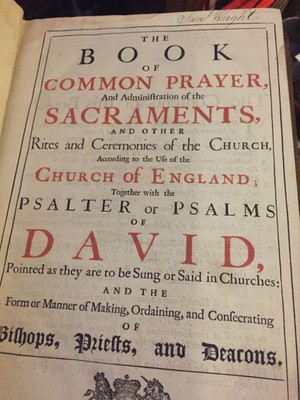 Sam! Wright.
THE
BOOK
OF
COMMON PRAYER,
And Adminiſtration of the
SACRAMENTS,
AND OTHER
Rites and Ceremonies of the CHURCH,
According to the Uſe of the
CHURCH OF ENGLAND;
Together with the
PSALTER or PSALMS
OF
DAVID,
Pointed as they are to be Sung or Said in Churches:
AND THE
Form or Manner of Making, Ordaining, and Conſecrating
OF
Biſhops, Prieſts, and Deacons.